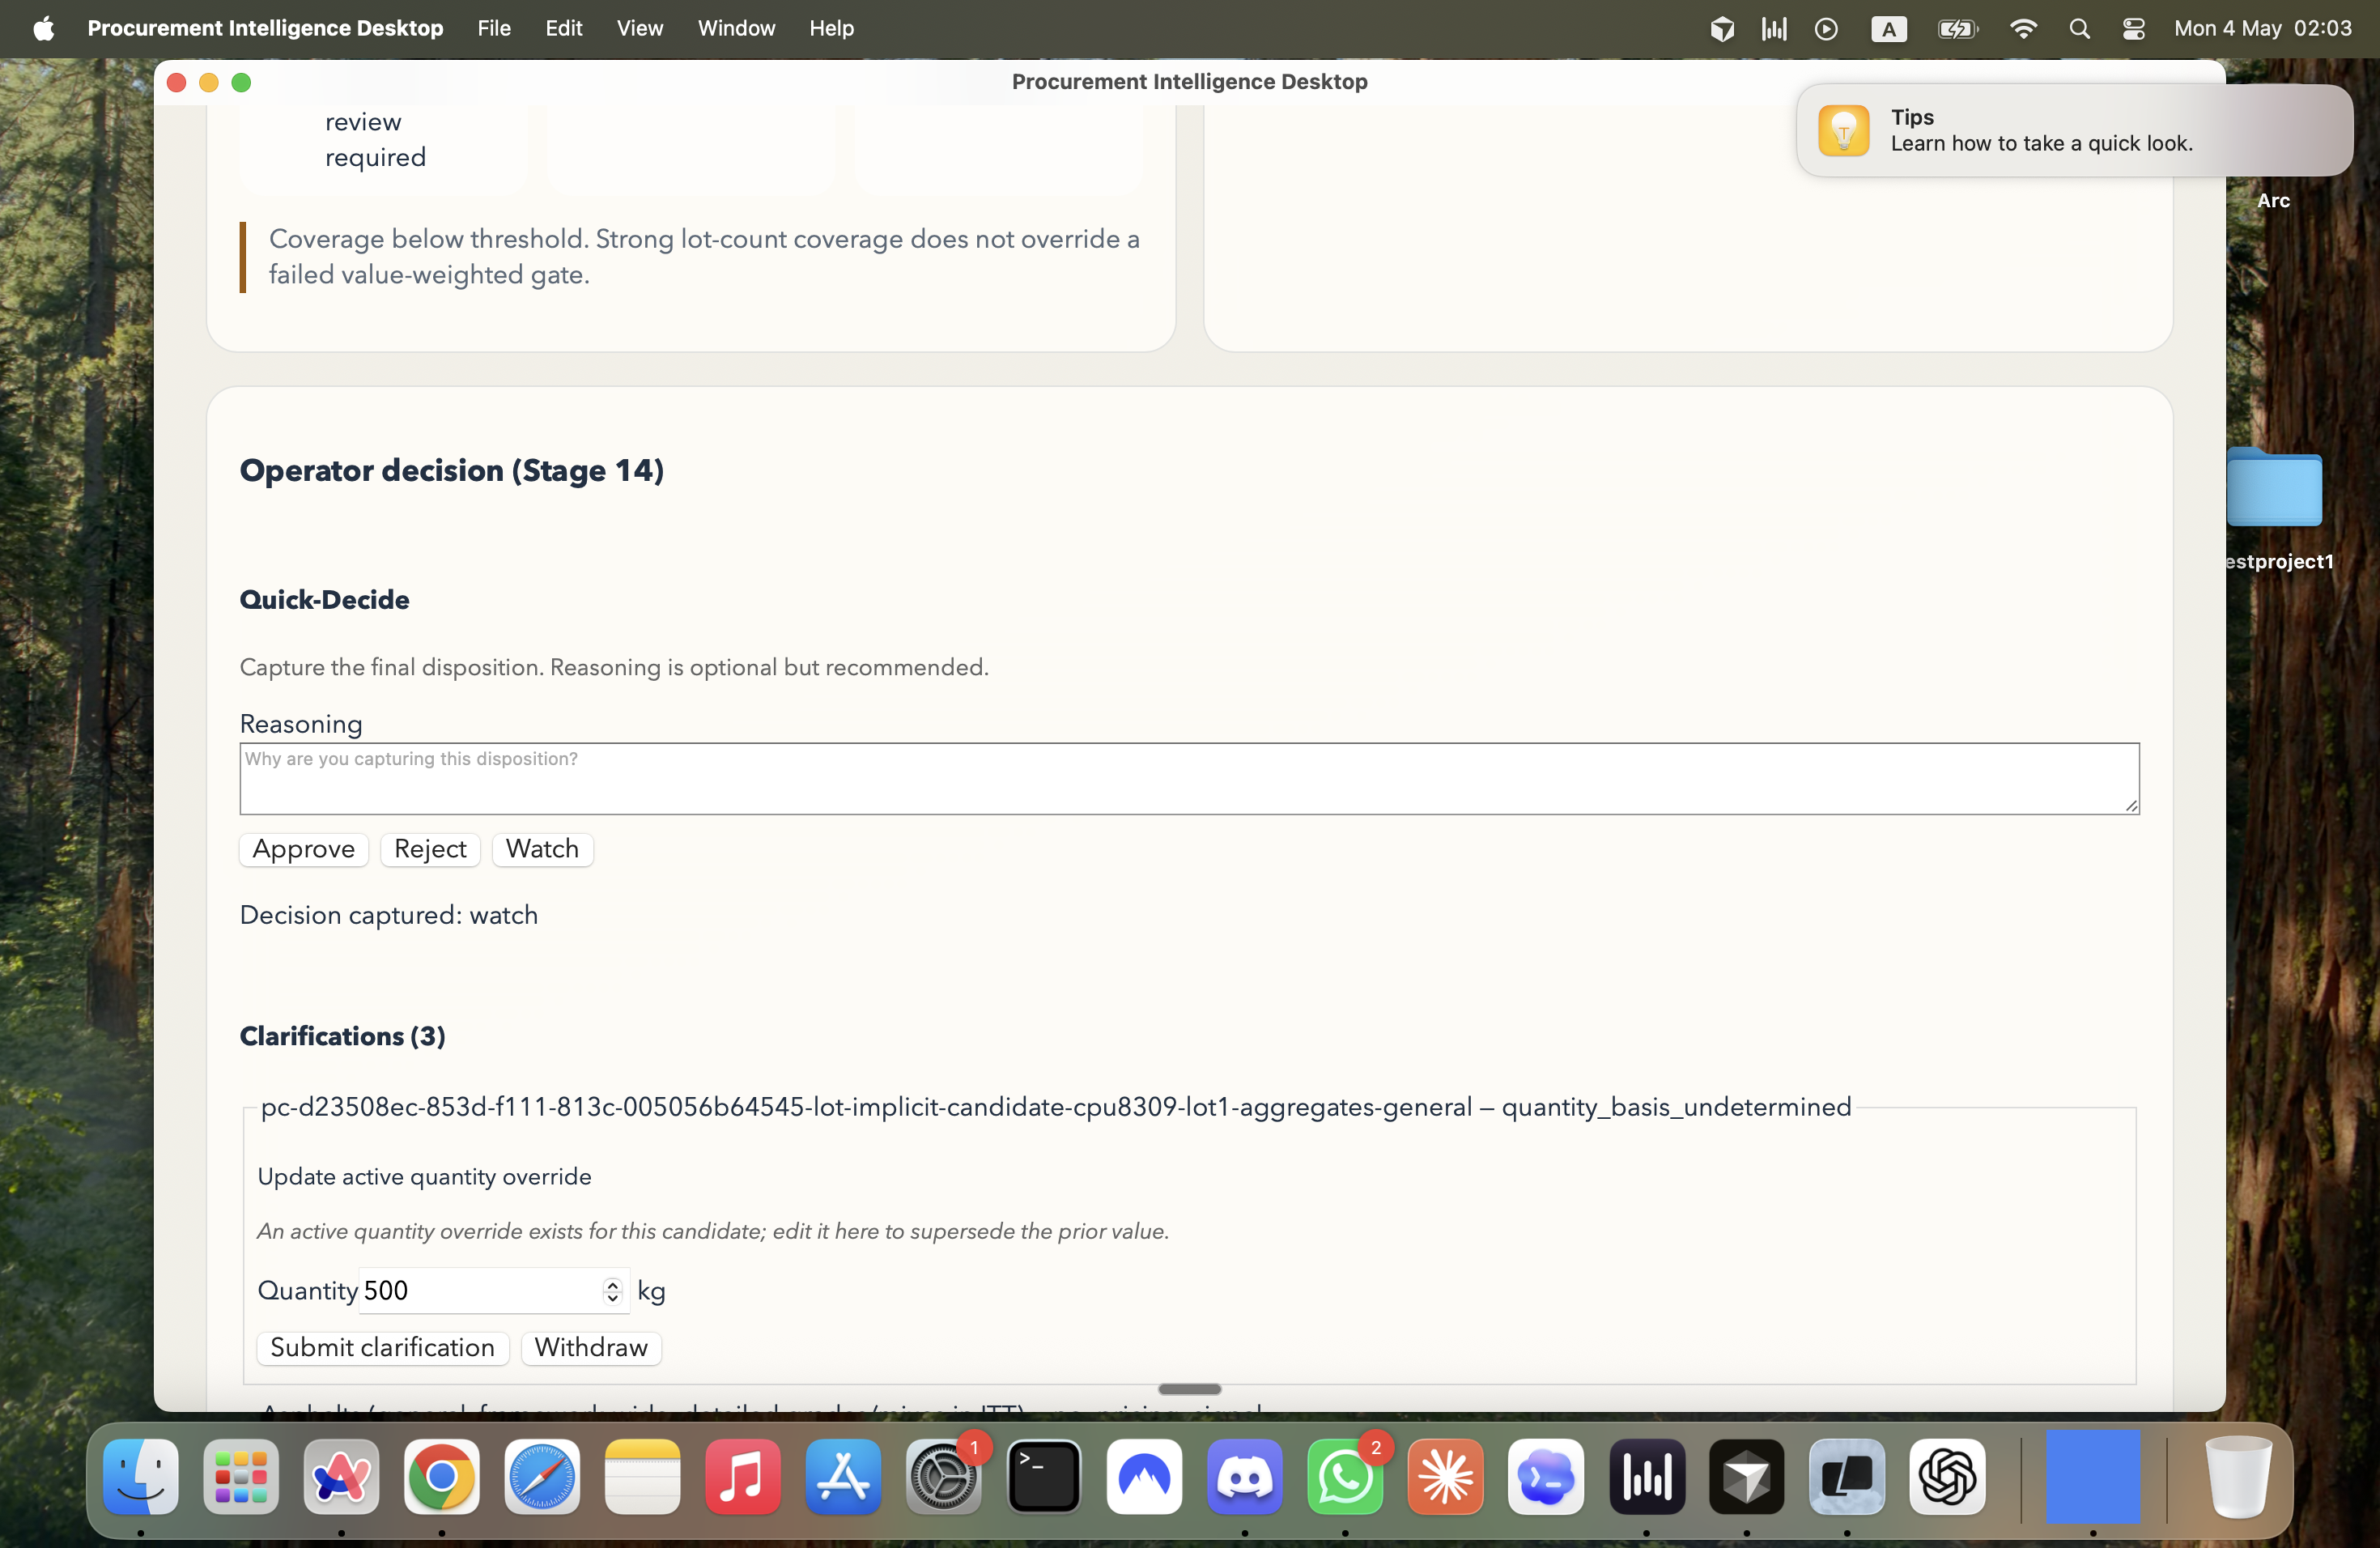 Procurement Intelligence Desktop File Edit View Window Help A Mon 4 May 02:03
Procurement Intelligence Desktop
Tips
Learn how to take a quick look.
Arc
estproject1
review
required
Coverage below threshold. Strong lot-count coverage does not override a
failed value-weighted gate.
Operator decision (Stage 14)
Quick-Decide
Capture the final disposition. Reasoning is optional but recommended.
Reasoning
Why are you capturing this disposition?
Approve Reject Watch
Decision captured: watch
Clarifications (3)
pc-d23508ec-853d-f111-813c-005056b64545-lot-implicit-candidate-cpu8309-lot1-aggregates-general — quantity_basis_undetermined
Update active quantity override
An active quantity override exists for this candidate; edit it here to supersede the prior value.
Quantity 500 kg
Submit clarification Withdraw
1
2